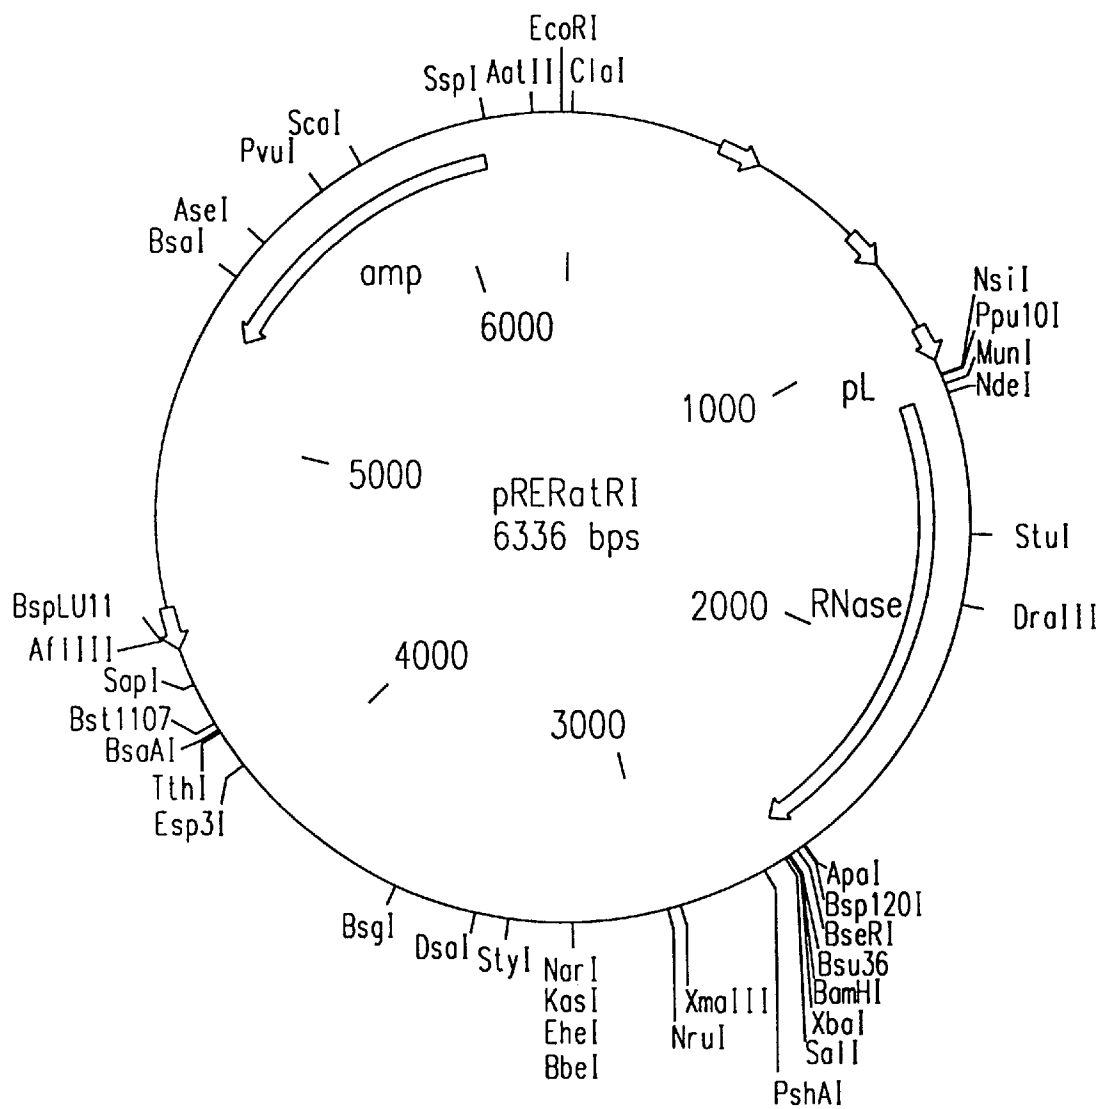 EcoRI
SspI
AatII
ClaI
ScaI
PvuI
AseI
BsaI
amp
6000
NsiI
Ppu10I
MunI
NdeI
pL
1000
5000
pRERatRI
6336 bps
StuI
2000
RNase
DraIII
BspLU11
AflIII
4000
SapI
Bst1107
BsaAI
TthI
Esp3I
3000
ApaI
Bsp120I
BseRI
Bsu36
BamHI
XbaI
SalI
PshAI
XmaIII
NruI
NarI
KasI
EheI
BbeI
StyI
DsaI
BsgI